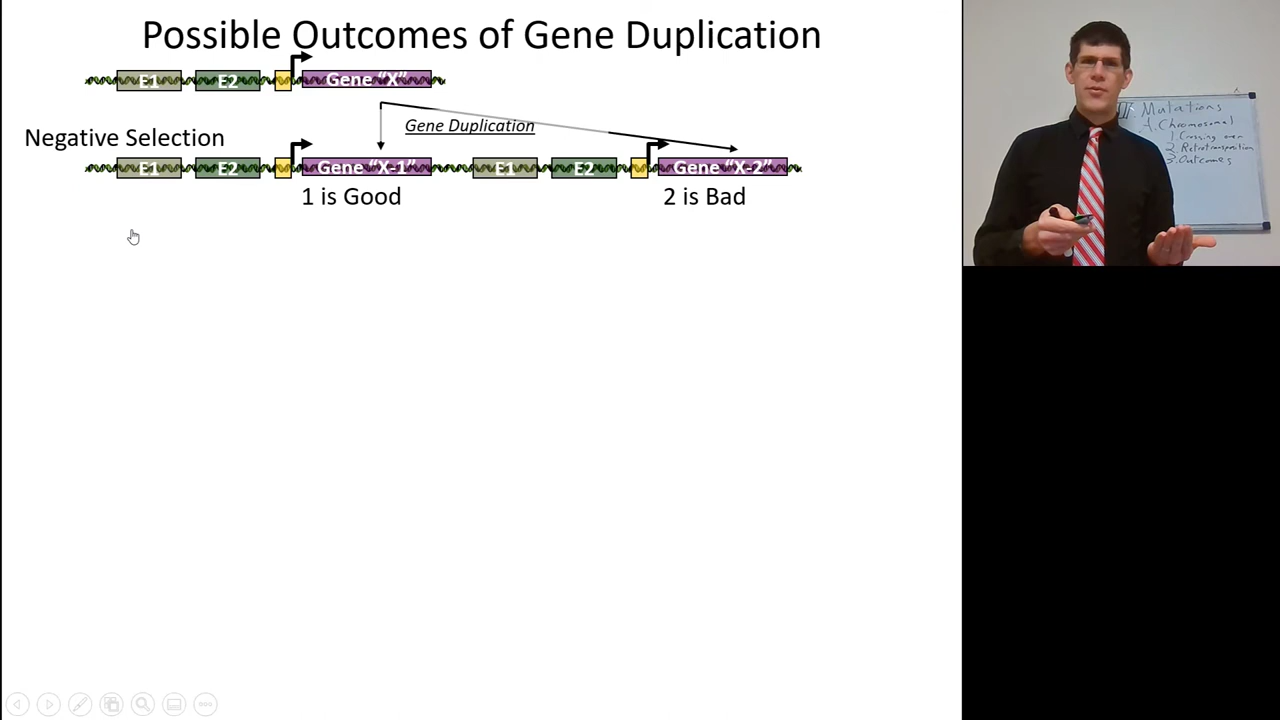 Possible Outcomes of Gene Duplication
E1 E2 Gene "X"
Gene Duplication
Negative Selection
E1 E2 Gene "X-1" E1 E2 Gene "X-2"
1 is Good 2 is Bad
Mutations
A. Chromosomal
1. Crossing over
2. Retrotransposition
3. Outcomes